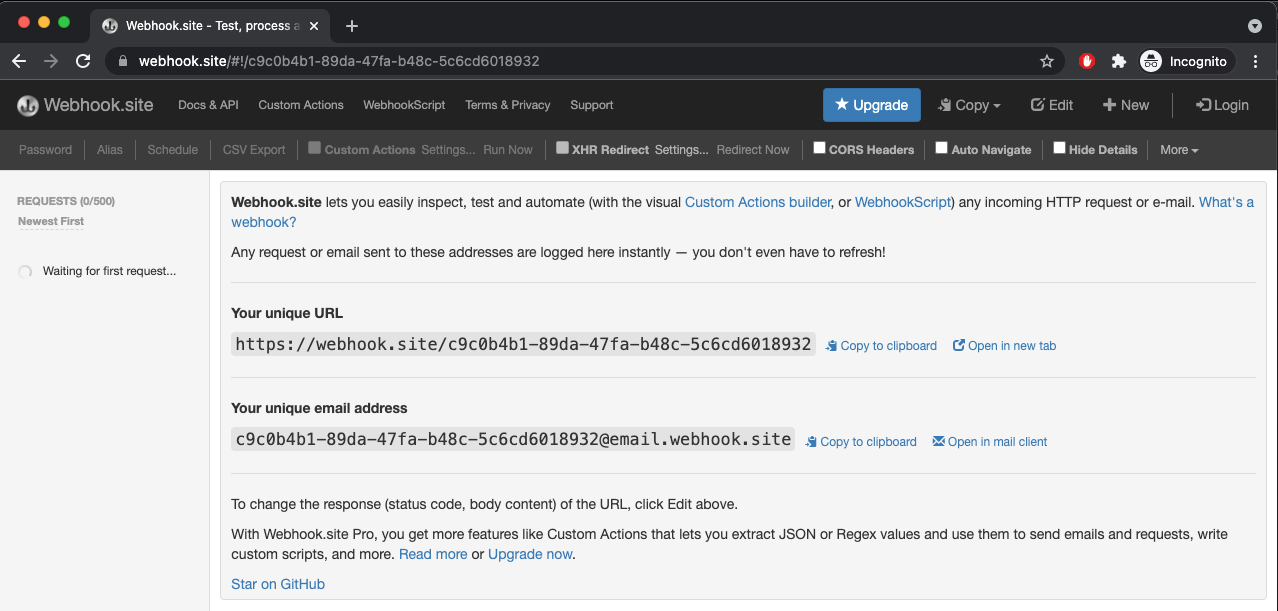 Webhook.site - Test, process a
webhook.site/#!/c9c0b4b1-89da-47fa-b48c-5c6cd6018932
Incognito
Webhook.site Docs & API Custom Actions WebhookScript Terms & Privacy Support Upgrade Copy Edit New Login
Password Alias Schedule CSV Export Custom Actions Settings... Run Now XHR Redirect Settings... Redirect Now CORS Headers Auto Navigate Hide Details More
REQUESTS (0/500)
Newest First
Waiting for first request...
Webhook.site lets you easily inspect, test and automate (with the visual Custom Actions builder, or WebhookScript) any incoming HTTP request or e-mail. What's a
webhook?
Any request or email sent to these addresses are logged here instantly — you don't even have to refresh!
Your unique URL
https://webhook.site/c9c0b4b1-89da-47fa-b48c-5c6cd6018932 Copy to clipboard Open in new tab
Your unique email address
c9c0b4b1-89da-47fa-b48c-5c6cd6018932@email.webhook.site Copy to clipboard Open in mail client
To change the response (status code, body content) of the URL, click Edit above.
With Webhook.site Pro, you get more features like Custom Actions that lets you extract JSON or Regex values and use them to send emails and requests, write
custom scripts, and more. Read more or Upgrade now.
Star on GitHub